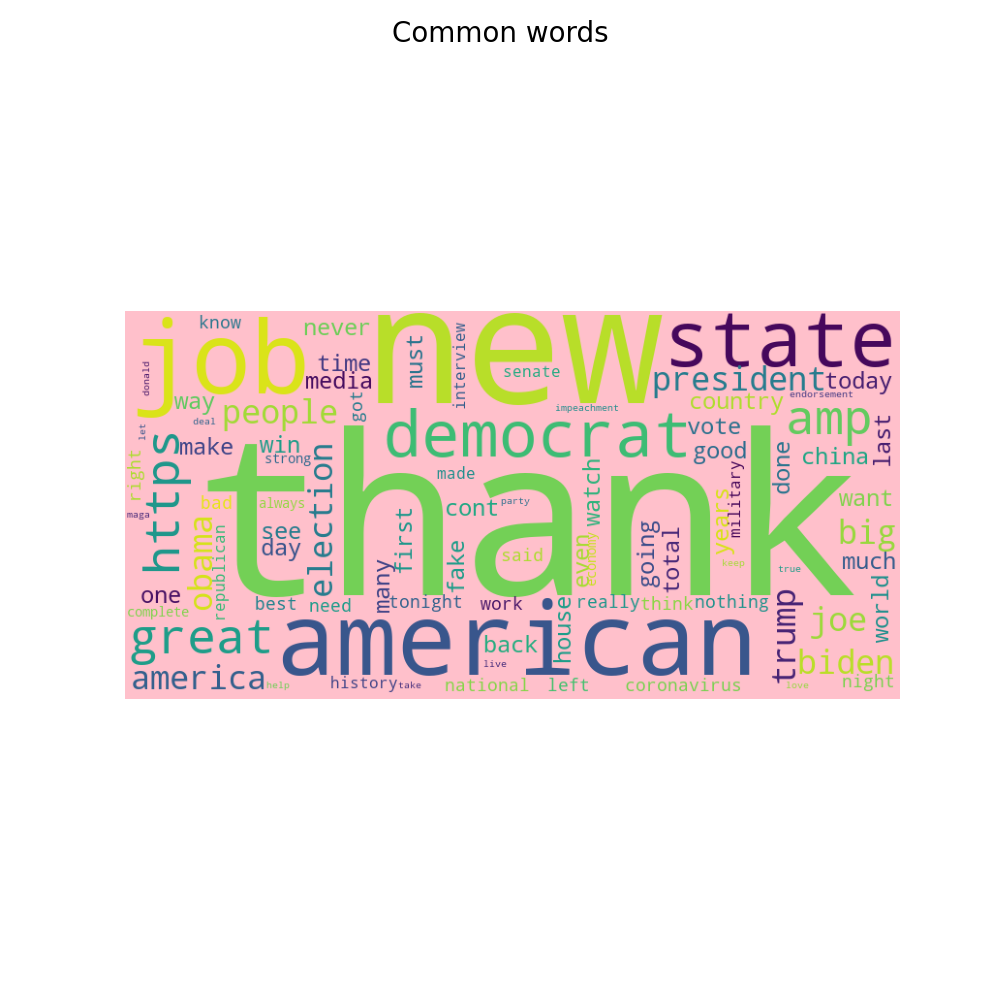 Common words
know
never
job
new
state
donald
time
media
must
interview
senate
president
today
endorsement
way
people
got
impeachment
country
amp
deal
let
democrat
vote
last
make
win
strong
good
china
done
right
https
election
thank
made
watch
military
want
maga
bad
always
cont
party
years
big
obama
see
day
first
fake
said
even
economy
going
total
keep
true
much
republican
many
one
complete
best
need
tonight
work
house
really
think
nothing
world
great
american
back
trump
joe
biden
america
help
history
take
live
national
left
coronavirus
love
night